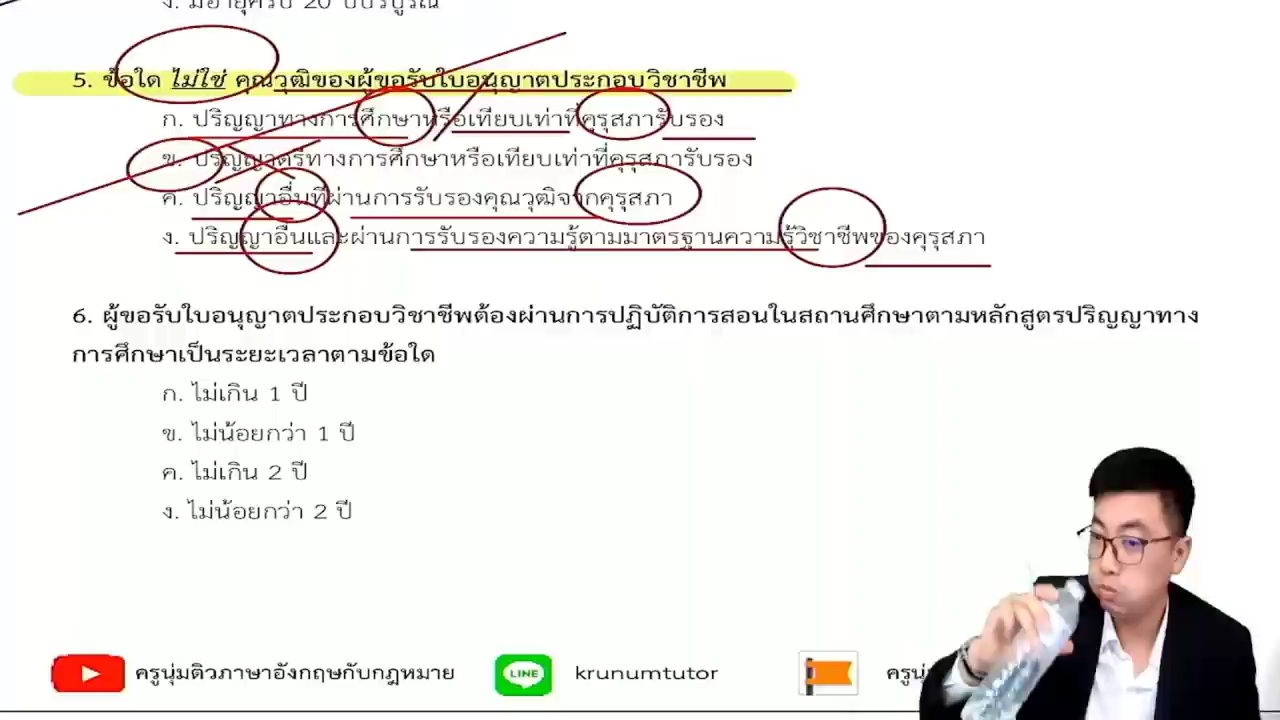 ง. มีอายุครบ 20 ปีบริบูรณ์
5. ข้อใด ไม่ใช่ คุณวุฒิของผู้ขอรับใบอนุญาตประกอบวิชาชีพ
ก. ปริญญาทางการศึกษาหรือเทียบเท่าที่คุรุสภารับรอง
ข. ปริญญาตรีทางการศึกษาหรือเทียบเท่าที่คุรุสภารับรอง
ค. ปริญญาอื่นที่ผ่านการรับรองคุณวุฒิจากคุรุสภา
ง. ปริญญาอื่นและผ่านการรับรองความรู้ตามมาตรฐานความรู้วิชาชีพของคุรุสภา
6. ผู้ขอรับใบอนุญาตประกอบวิชาชีพต้องผ่านการปฏิบัติการสอนในสถานศึกษาตามหลักสูตรปริญญาทาง
การศึกษาเป็นระยะเวลาตามข้อใด
ก. ไม่เกิน 1 ปี
ข. ไม่น้อยกว่า 1 ปี
ค. ไม่เกิน 2 ปี
ง. ไม่น้อยกว่า 2 ปี
ครูนุ่มติวภาษาอังกฤษกับกฎหมาย LINE krunumtutor